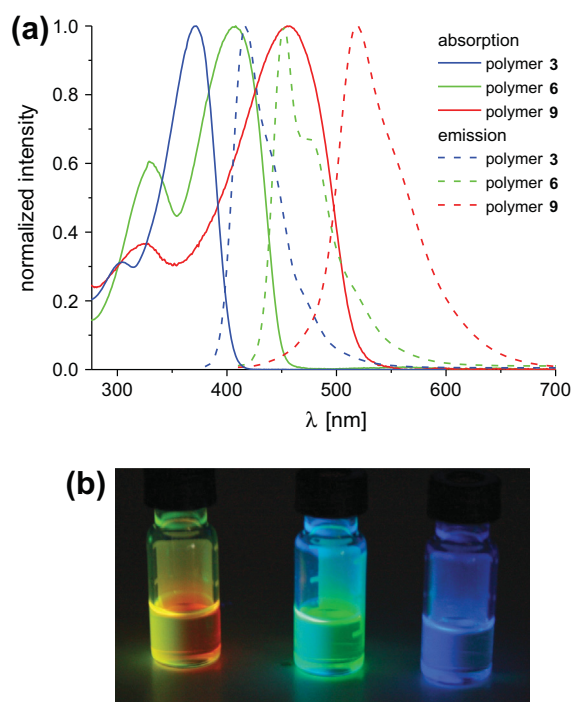 (a)
1.0
0.8
0.6
0.4
0.2
0.0
normalized intensity
absorption
polymer 3
polymer 6
polymer 9
emission
polymer 3
polymer 6
polymer 9
300 400 500 600 700
λ [nm]
(b)